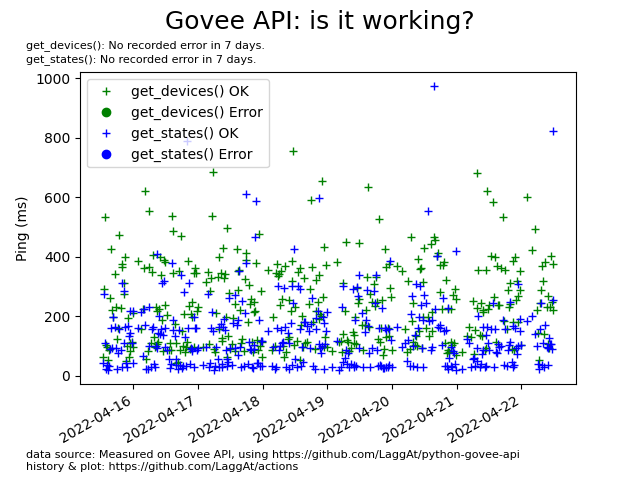 Govee API: is it working?
get_devices(): No recorded error in 7 days.
get_states(): No recorded error in 7 days.
1000
800
600
400
200
0
Ping (ms)
get_devices() OK
get_devices() Error
get_states() OK
get_states() Error
2022-04-16
2022-04-17
2022-04-18
2022-04-19
2022-04-20
2022-04-21
2022-04-22
data source: Measured on Govee API, using https://github.com/LaggAt/python-govee-api
history & plot: https://github.com/LaggAt/actions